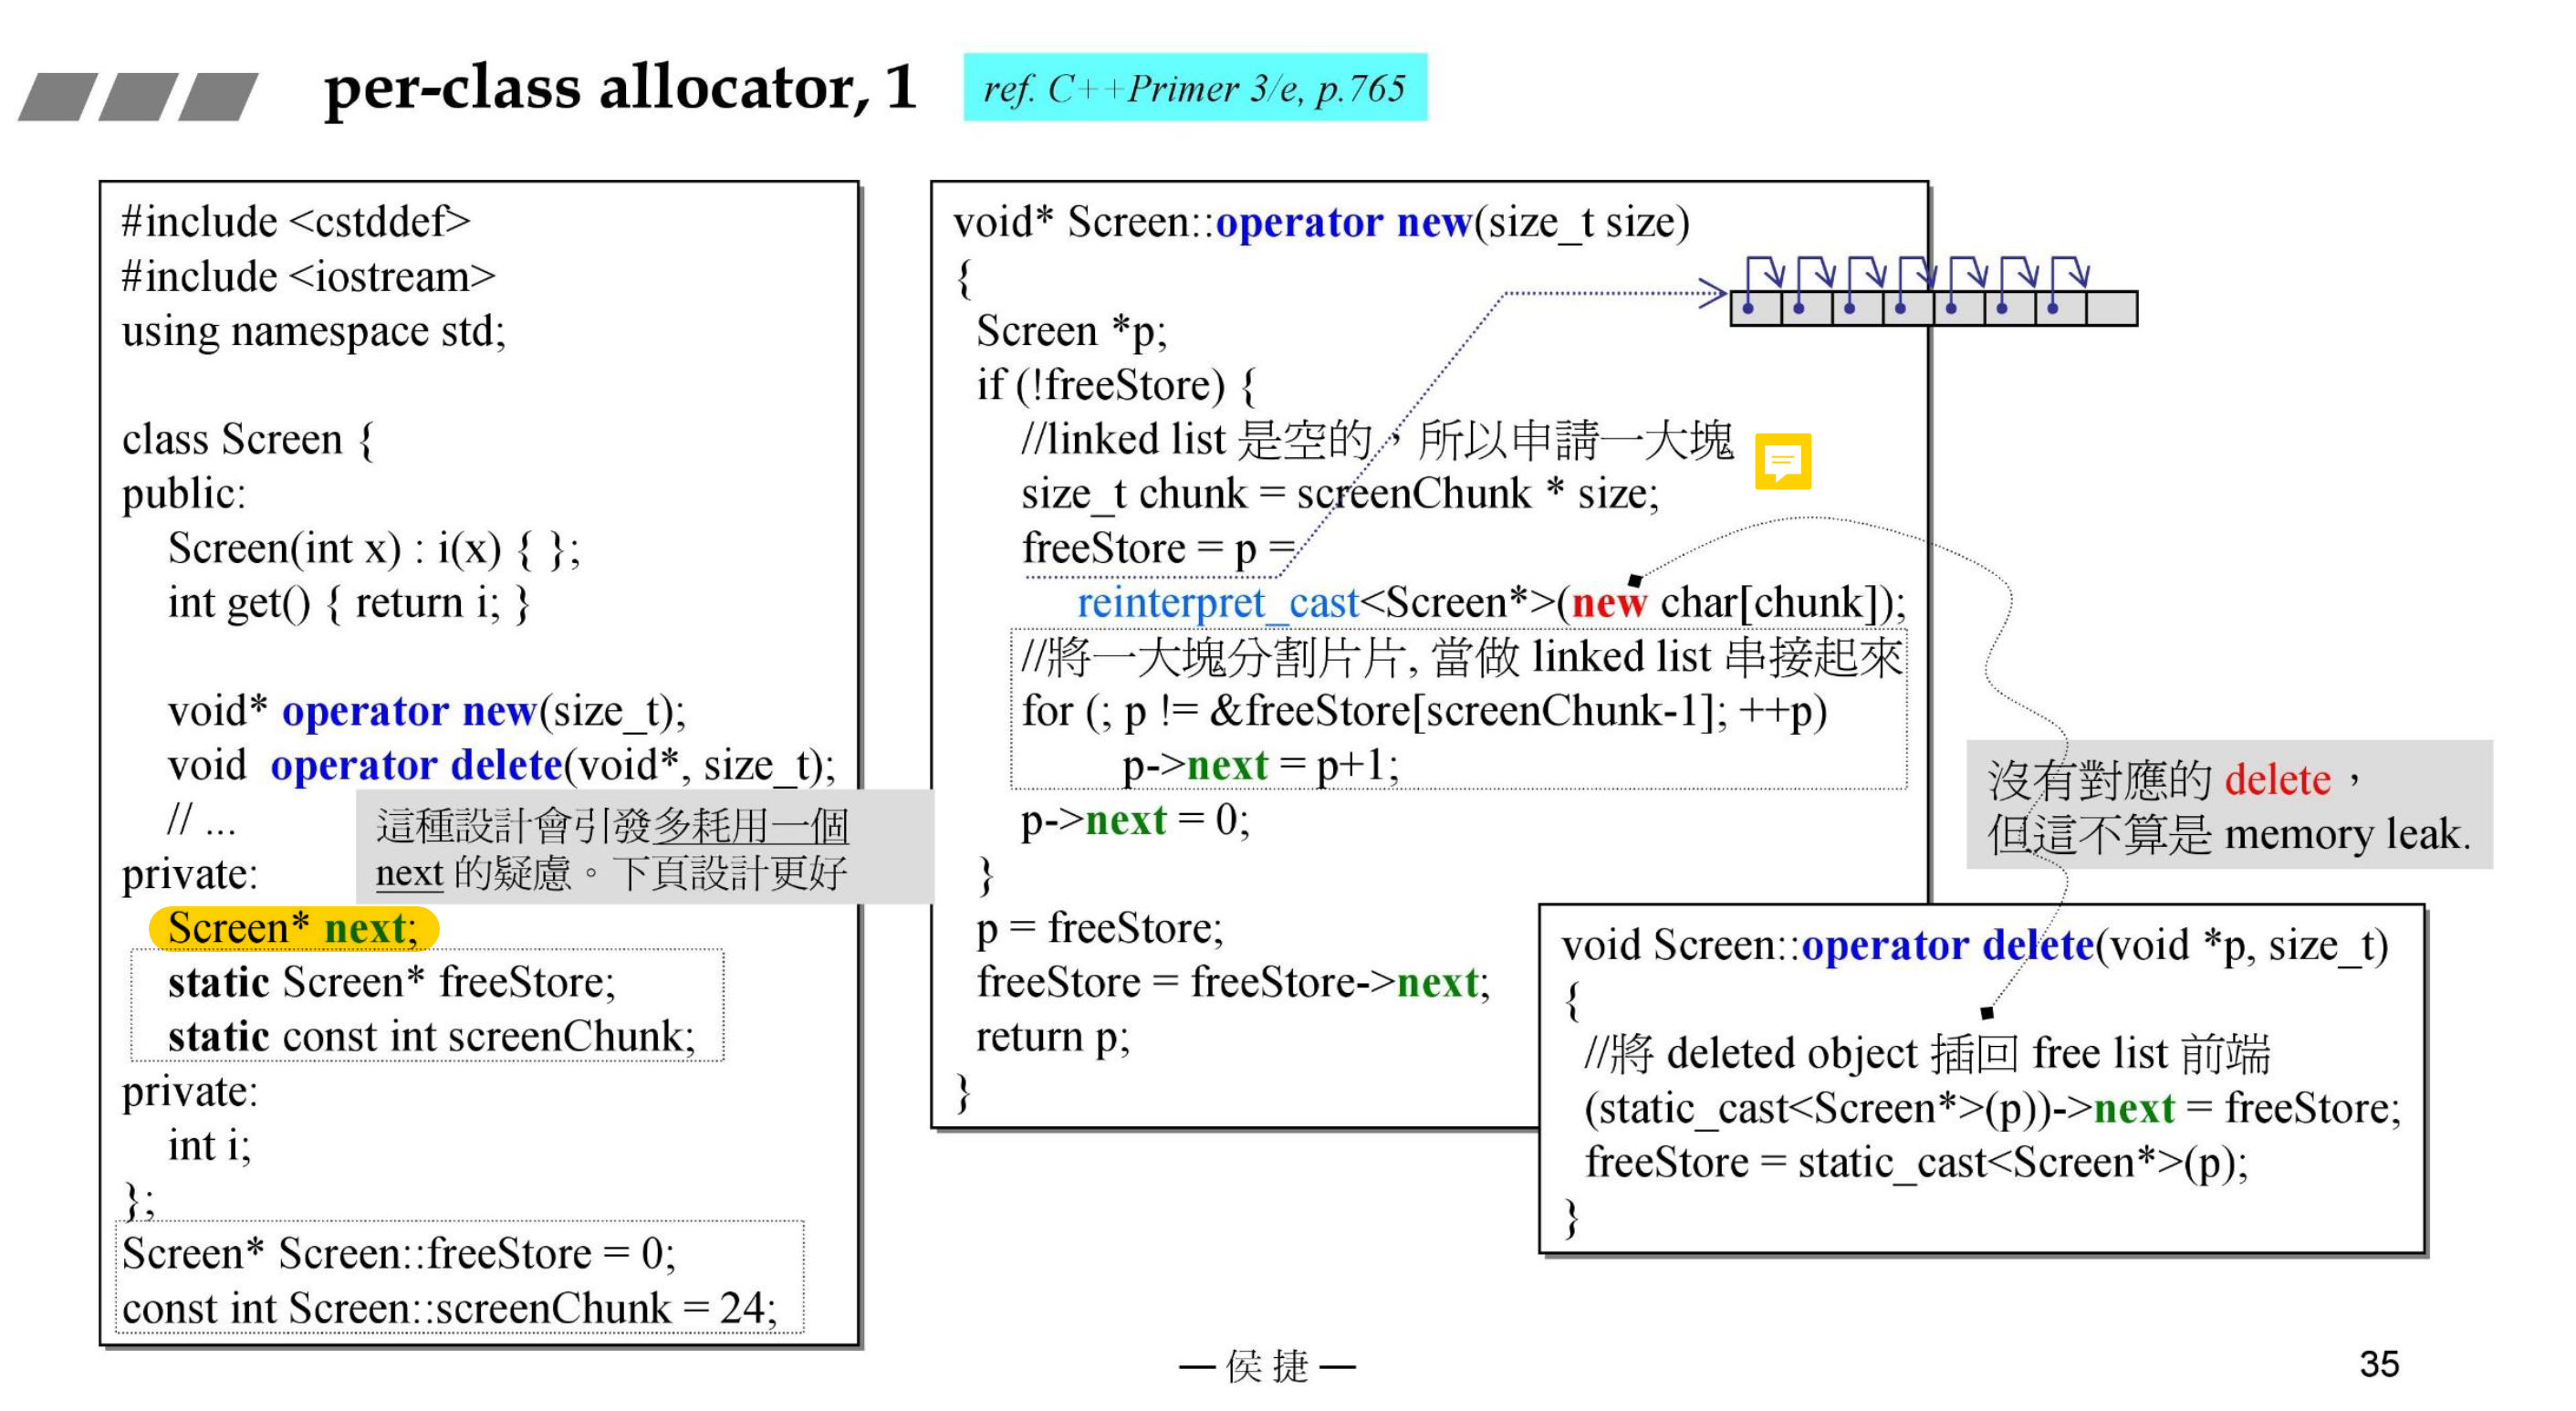 per-class allocator, 1
ref. C++Primer 3/e, p.765
#include <cstddef>
#include <iostream>
using namespace std;
class Screen {
public:
Screen(int x) : i(x) { };
int get() { return i; }
void* operator new(size_t);
void operator delete(void*, size_t);
// ...
這種設計會引發多耗用一個
next 的疑慮。下頁設計更好
private:
Screen* next;
static Screen* freeStore;
static const int screenChunk;
private:
int i;
};
Screen* Screen::freeStore = 0;
const int Screen::screenChunk = 24;
void* Screen::operator new(size_t size)
{
Screen *p;
if (!freeStore) {
//linked list 是空的，所以申請一大塊
size_t chunk = screenChunk * size;
freeStore = p =
reinterpret_cast<Screen*>(new char[chunk]);
//將一大塊分割片片, 當做 linked list 串接起來
for (; p != &freeStore[screenChunk-1]; ++p)
p->next = p+1;
p->next = 0;
}
p = freeStore;
freeStore = freeStore->next;
return p;
}
沒有對應的 delete，
但這不算是 memory leak.
void Screen::operator delete(void *p, size_t)
{
//將 deleted object 插回 free list 前端
(static_cast<Screen*>(p))->next = freeStore;
freeStore = static_cast<Screen*>(p);
}
— 侯 捷 —
35